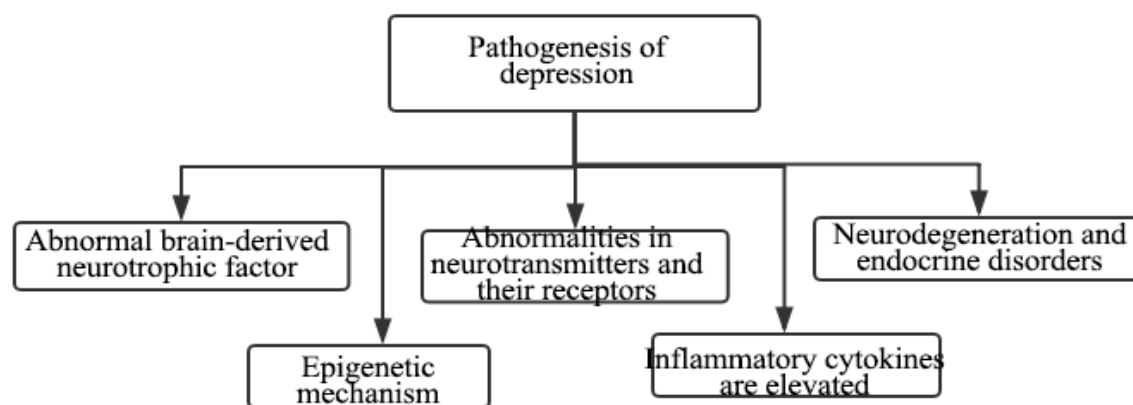 Pathogenesis of
depression
Abnormal brain-derived
neurotrophic factor
Abnormalities in
neurotransmitters and
their receptors
Neurodegeneration and
endocrine disorders
Epigenetic
mechanism
Inflammatory cytokines
are elevated